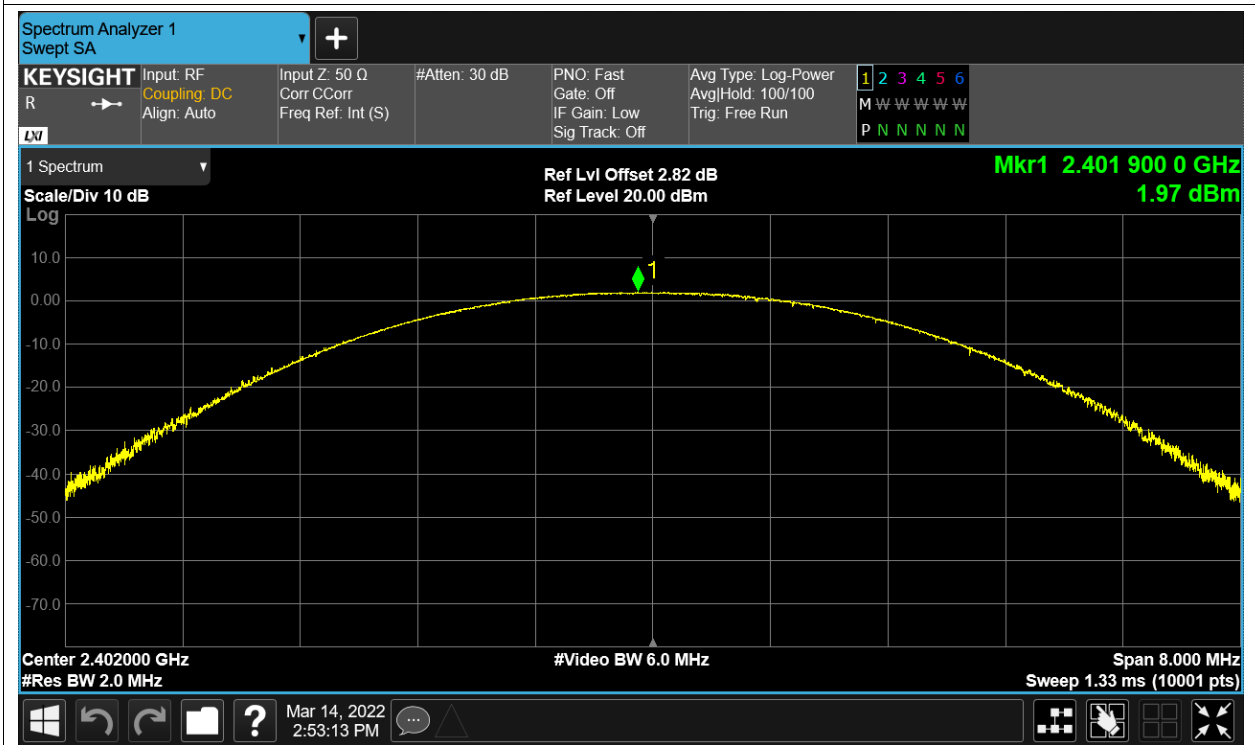 Spectrum Analyzer 1
Swept SA
KEYSIGHT
R
LXI
Input: RF
Coupling: DC
Align: Auto
Input Z: 50 Ω
Corr CCorr
Freq Ref: Int (S)
#Atten: 30 dB
PNO: Fast
Gate: Off
IF Gain: Low
Sig Track: Off
Avg Type: Log-Power
Avg|Hold: 100/100
Trig: Free Run
1 2 3 4 5 6
M W W W W W
P N N N N N
1 Spectrum
Scale/Div 10 dB
Log
Ref Lvl Offset 2.82 dB
Ref Level 20.00 dBm
Mkr1 2.401 900 0 GHz
1.97 dBm
10.0
0.00
-10.0
-20.0
-30.0
-40.0
-50.0
-60.0
-70.0
1
Center 2.402000 GHz
#Res BW 2.0 MHz
#Video BW 6.0 MHz
Span 8.000 MHz
Sweep 1.33 ms (10001 pts)
?
Mar 14, 2022
2:53:13 PM